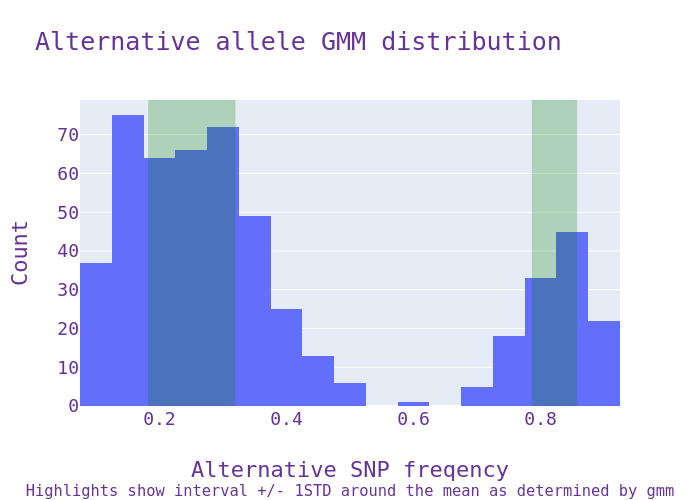 Alternative allele GMM distribution
Count
70
60
50
40
30
20
10
0
0.2 0.4 0.6 0.8
Alternative SNP freqency
Highlights show interval +/- 1STD around the mean as determined by gmm